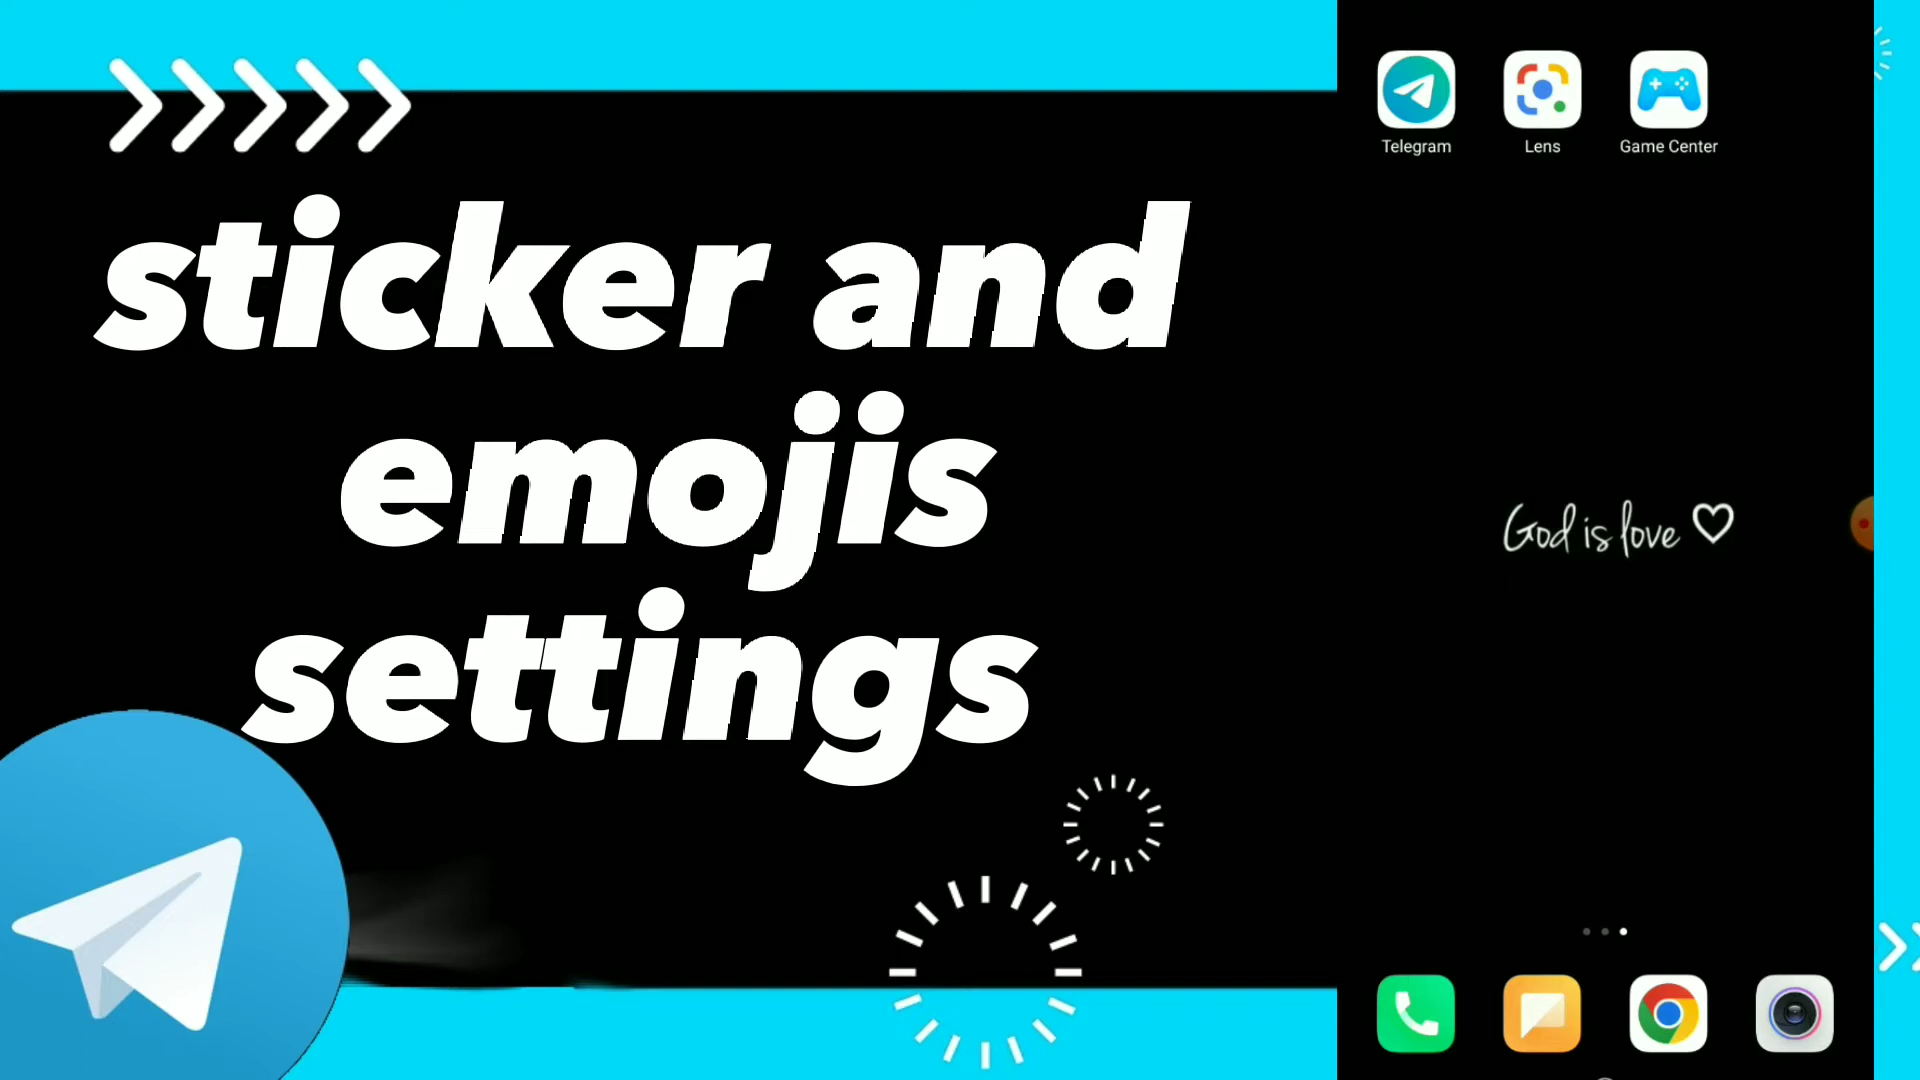 sticker and
emojis
settings
Telegram
Lens
Game Center
God is love ♡